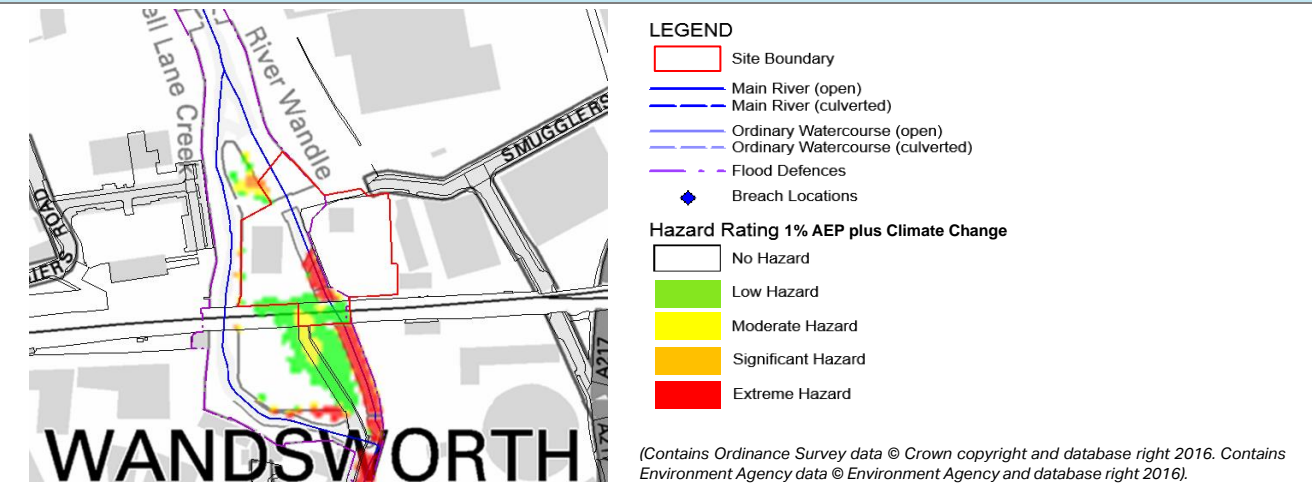 ell Lane Creek
River Wandle
SMUGGLERS
ROAD
TERS
A217
A217
WANDSWORTH
LEGEND
Site Boundary
Main River (open)
Main River (culverted)
Ordinary Watercourse (open)
Ordinary Watercourse (culverted)
Flood Defences
Breach Locations
Hazard Rating 1% AEP plus Climate Change
No Hazard
Low Hazard
Moderate Hazard
Significant Hazard
Extreme Hazard
(Contains Ordinance Survey data © Crown copyright and database right 2016. Contains
Environment Agency data © Environment Agency and database right 2016).